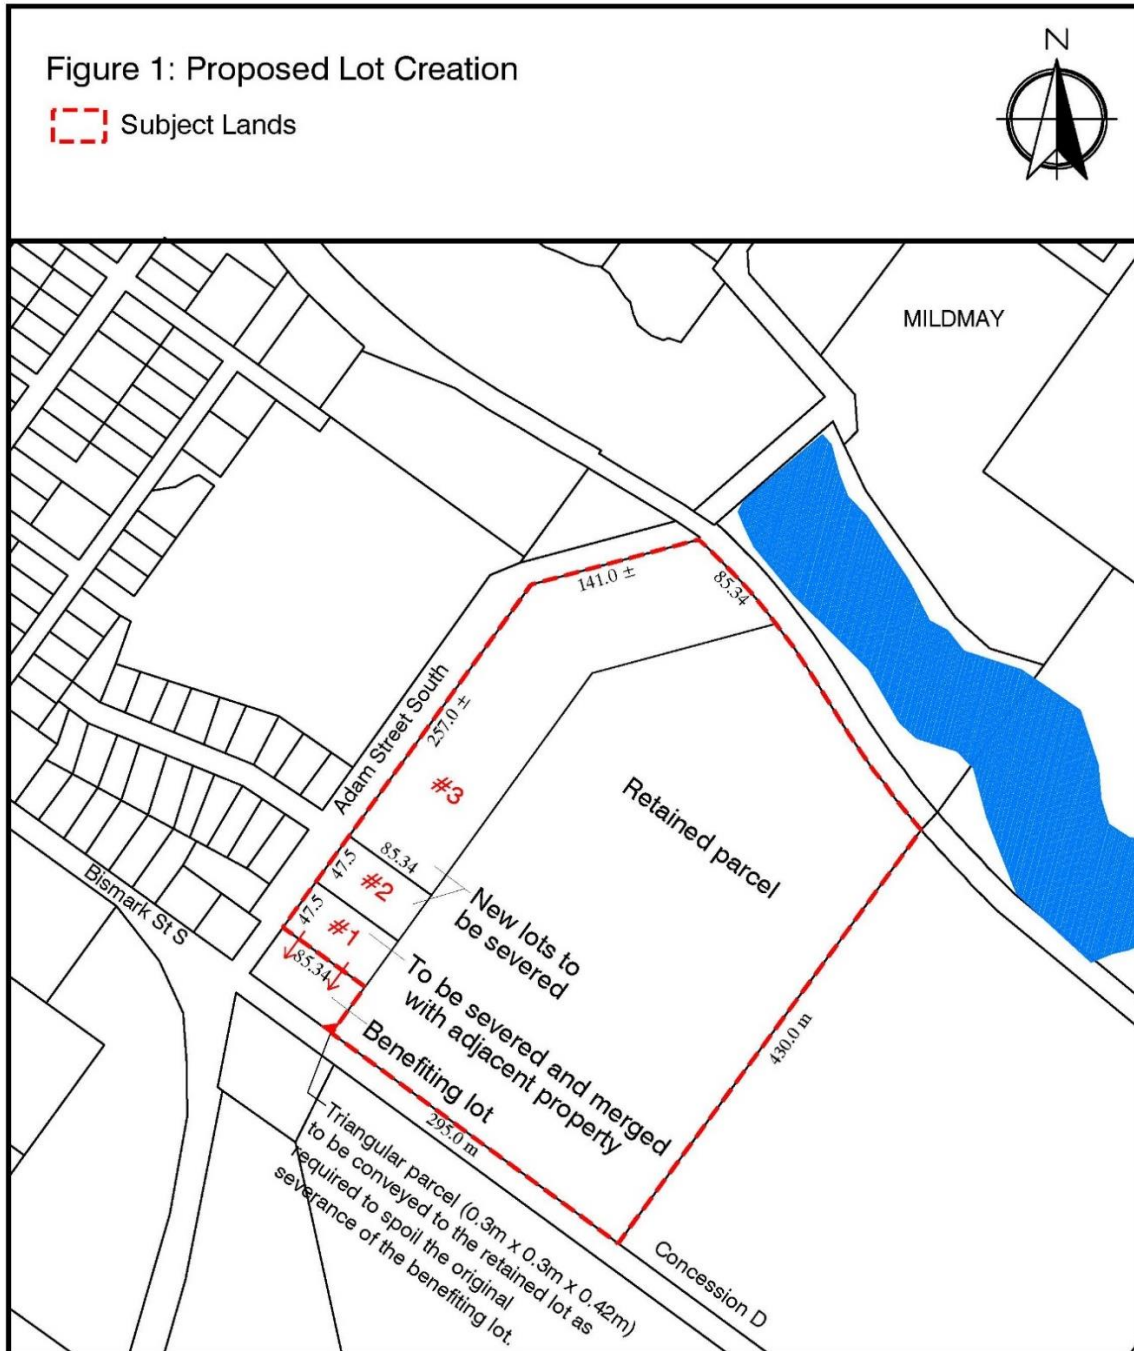 Figure 1: Proposed Lot Creation
Subject Lands
N
MILDMAY
141.0 ±
85.34
Adam Street South
257.0 ±
#3
Retained parcel
85.34
47.5
#2
New lots to
be severed
47.5
#1
Bismark St S
85.34
To be severed and merged
with adjacent property
Benefiting lot
430.0 m
295.0 m
Triangular parcel (0.3m x 0.3m x 0.42m)
to be conveyed to the retained lot as
required to spoil the original
severance of the benefiting lot.
Concession D